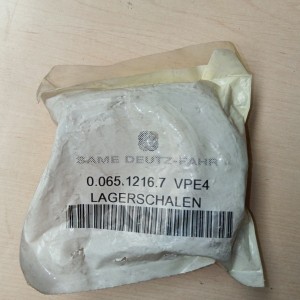 SAME DEUTZ-FAHR
0.065.1216.7 VPE4
LAGERSCHALEN